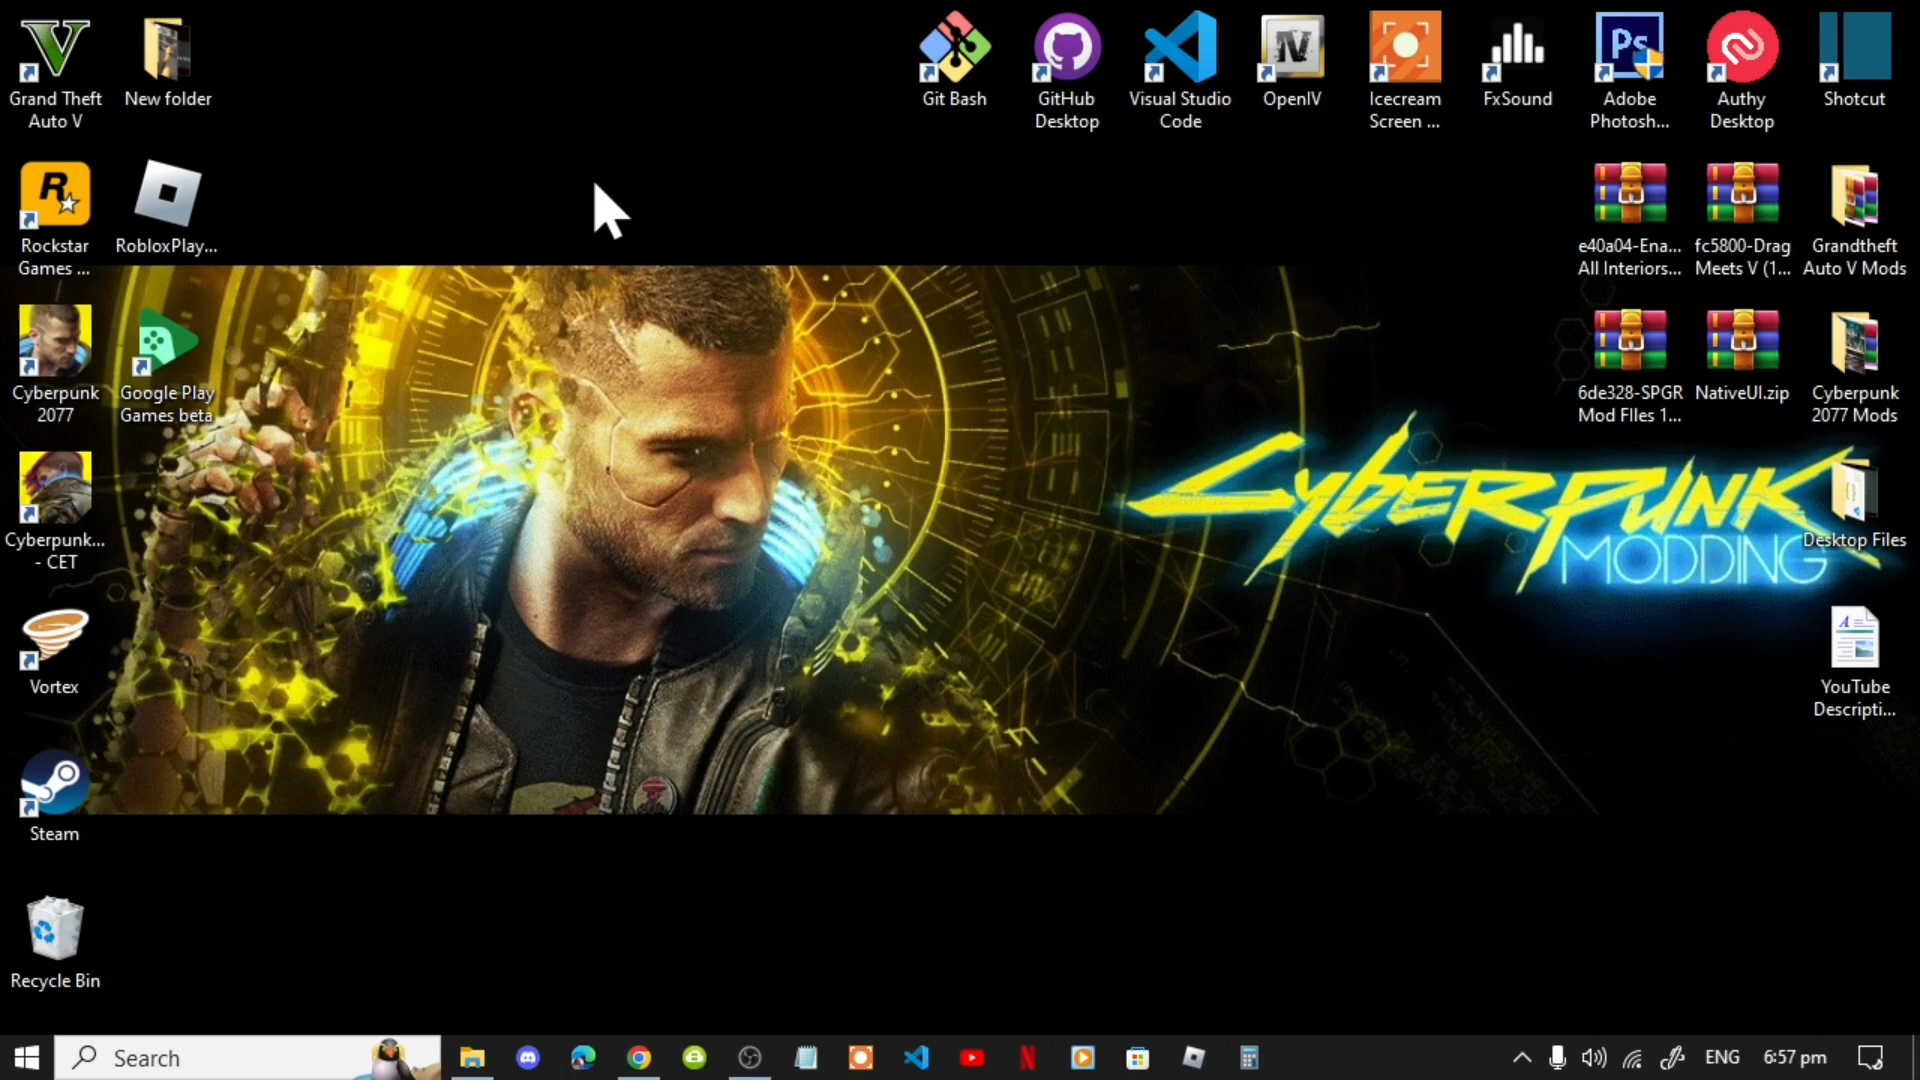 Grand Theft
Auto V
New folder
Git Bash
GitHub
Desktop
Visual Studio
Code
OpenIV
Icecream
Screen ...
FxSound
Ps
Adobe
Photosh...
Authy
Desktop
Shotcut
Rockstar
Games ...
RobloxPlay...
e40a04-Ena...
All Interiors...
fc5800-Drag
Meets V (1...
Grandtheft
Auto V Mods
Cyberpunk
2077
Google Play
Games beta
6de328-SPGR
Mod FIles 1...
NativeUI.zip
Cyberpunk
2077 Mods
Cyberpunk...
- CET
CYBERPUNK
MODDING
Desktop Files
Vortex
YouTube
Descripti...
Steam
Recycle Bin
Search
ENG
6:57 pm